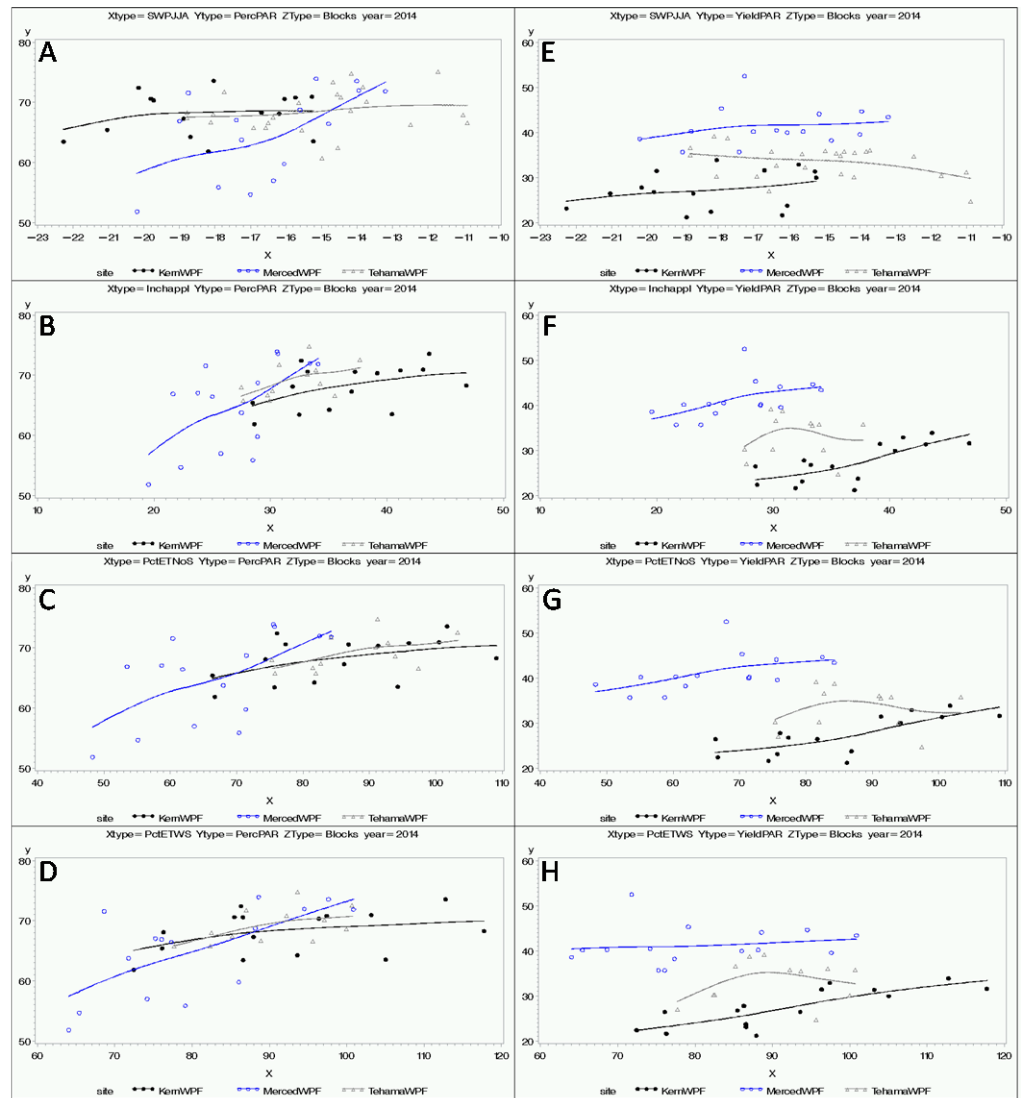 Xtype= SWPJJA Ytype= PercPAR ZType= Blocks year= 2014
y
A
80
70
60
50
−23 −22 −21 −20 −19 −18 −17 −16 −15 −14 −13 −12 −11 −10
X
site KernWPF MercedWPF TehamaWPF
Xtype= SWPJJA Ytype= YieldPAR ZType= Blocks year= 2014
y
E
60
50
40
30
20
−23 −22 −21 −20 −19 −18 −17 −16 −15 −14 −13 −12 −11 −10
X
site KernWPF MercedWPF TehamaWPF
Xtype= Inchappl Ytype= PercPAR ZType= Blocks year= 2014
y
B
80
70
60
50
10 20 30 40 50
X
site KernWPF MercedWPF TehamaWPF
Xtype= Inchappl Ytype= YieldPAR ZType= Blocks year= 2014
y
F
60
50
40
30
20
10 20 30 40 50
X
site KernWPF MercedWPF TehamaWPF
Xtype= PctETNoS Ytype= PercPAR ZType= Blocks year= 2014
y
C
80
70
60
50
40 50 60 70 80 90 100 110
X
site KernWPF MercedWPF TehamaWPF
Xtype= PctETNoS Ytype= YieldPAR ZType= Blocks year= 2014
y
G
60
50
40
30
20
40 50 60 70 80 90 100 110
X
site KernWPF MercedWPF TehamaWPF
Xtype= PctETWS Ytype= PercPAR ZType= Blocks year= 2014
y
D
80
70
60
50
60 70 80 90 100 110 120
X
site KernWPF MercedWPF TehamaWPF
Xtype= PctETWS Ytype= YieldPAR ZType= Blocks year= 2014
y
H
60
50
40
30
20
60 70 80 90 100 110 120
X
site KernWPF MercedWPF TehamaWPF